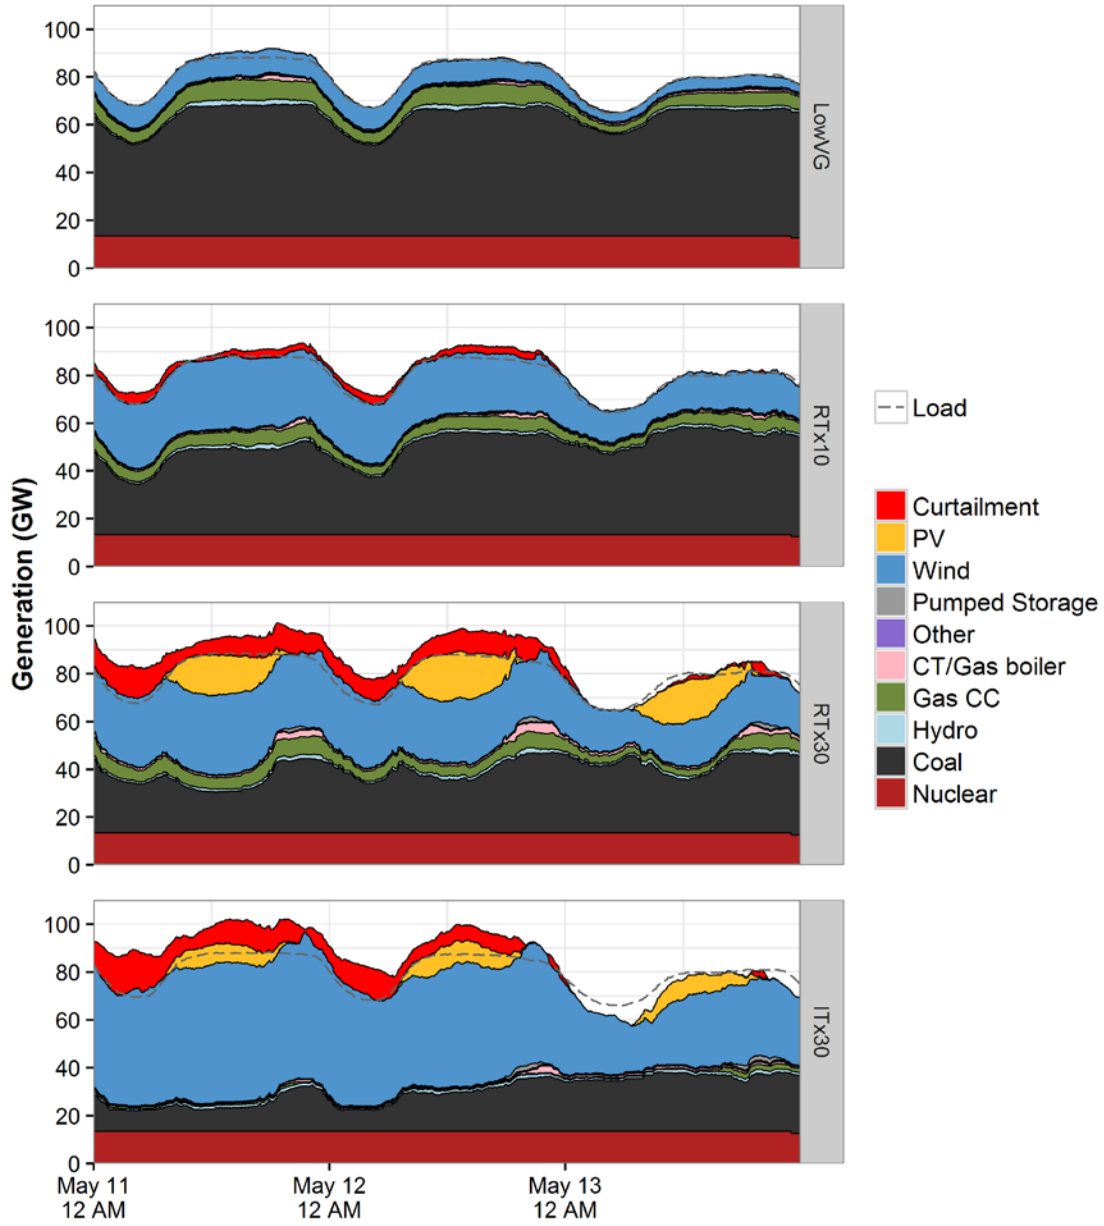 Generation (GW)
100
80
60
40
20
0
LowVG
100
80
60
40
20
0
RTx10
100
80
60
40
20
0
RTx30
100
80
60
40
20
0
ITx30
May 11
12 AM
May 12
12 AM
May 13
12 AM
Load
Curtailment
PV
Wind
Pumped Storage
Other
CT/Gas boiler
Gas CC
Hydro
Coal
Nuclear